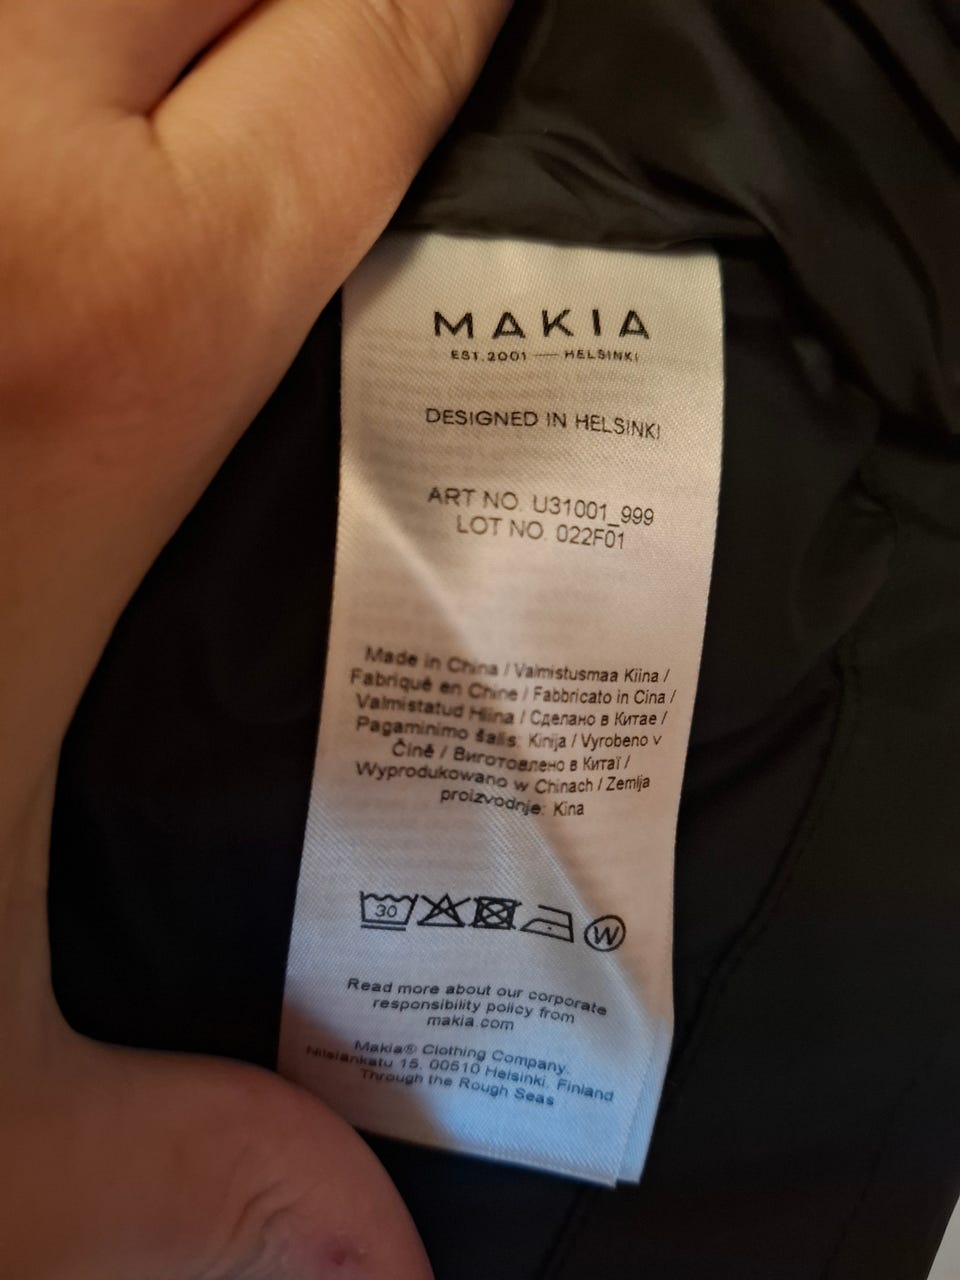 MAKIA
EST. 2001 — HELSINKI
DESIGNED IN HELSINKI
ART NO. U31001_999
LOT NO. 022F01
Made in China / Valmistusmaa Kiina /
Fabriqué en Chine / Fabbricato in Cina /
Valmistatud Hiina / Сделано в Китае /
Pagaminimo šalis: Kinija / Vyrobeno v
Čině / Виготовлено в Китаї /
Wyprodukowano w Chinach / Zemlja
proizvodnje: Kina
30
W
Read more about our corporate
responsibility policy from
makia.com
Makia® Clothing Company.
Nilsiänkatu 15, 00510 Helsinki, Finland
Through the Rough Seas